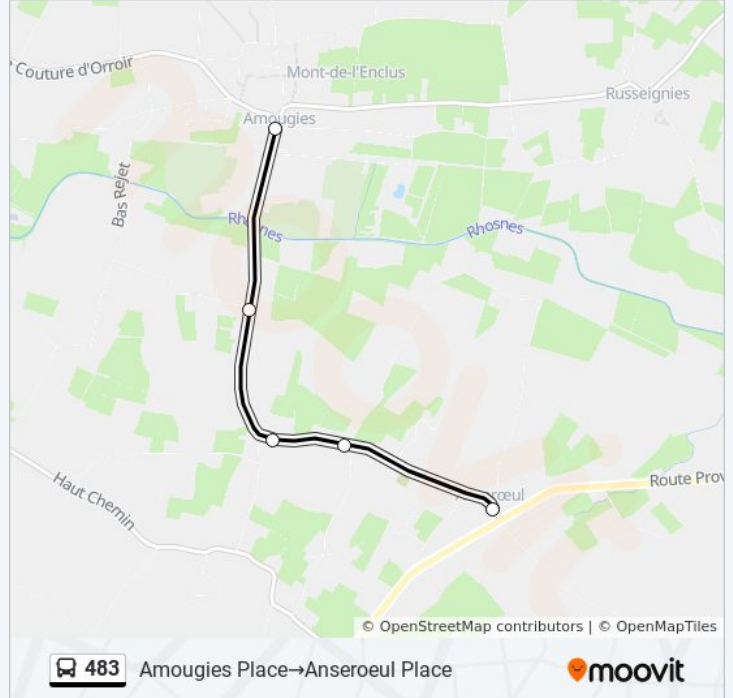 Couture d'Orroir
Mont-de-l'Enclus
Russeignies
Amougies
Bas Rejet
Rhosnes
Haut Chemin
Route Prov
© OpenStreetMap contributors | © OpenMapTiles
483 Amougies Place→Anseroeul Place moovit